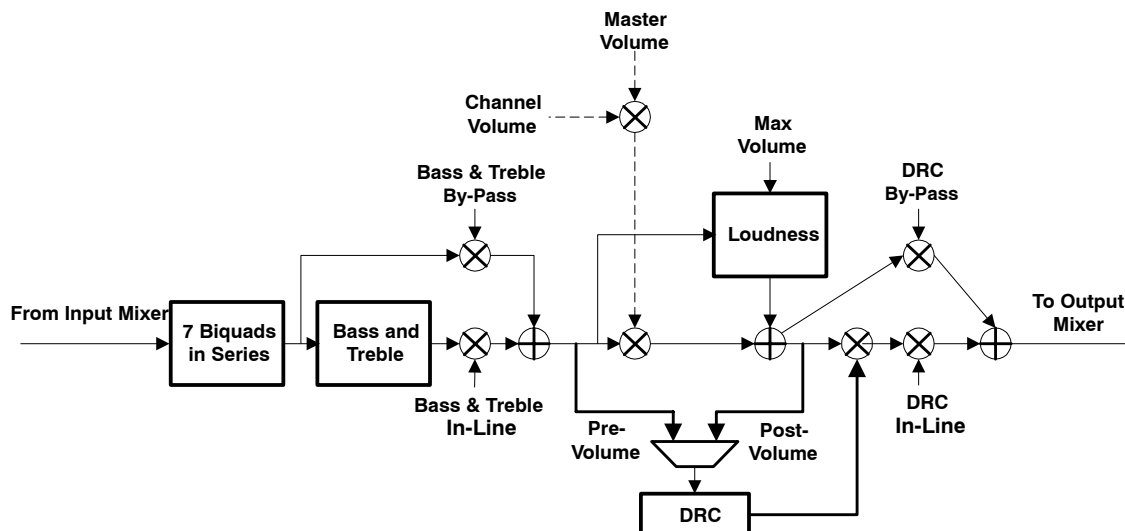 Master
Volume
Channel
Volume
Max
Volume
Bass & Treble
By-Pass
DRC
By-Pass
Loudness
From Input Mixer
7 Biquads
in Series
Bass and
Treble
To Output
Mixer
Bass & Treble
In-Line
DRC
In-Line
Pre-
Volume
Post-
Volume
DRC